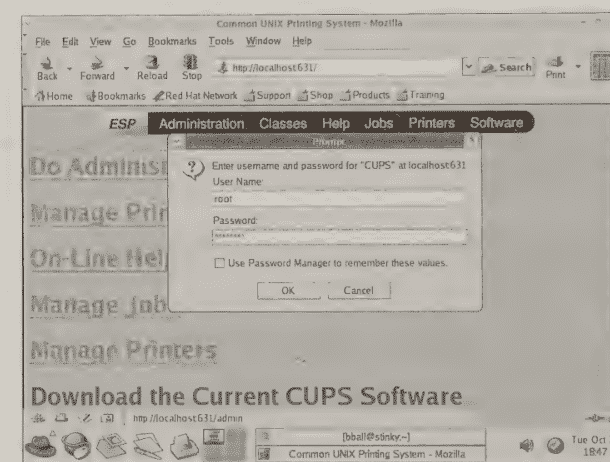 Common UNIX Printing System - Mozilla
File Edit View Go Bookmarks Tools Window Help
Back Forward Reload Stop http://localhost:631/ Search Print
Home Bookmarks Red Hat Network Support Shop Products Training
ESP Administration Classes Help Jobs Printers Software
Prompt
Enter username and password for "CUPS" at localhost:631
User Name:
root
Password:
Use Password Manager to remember these values.
OK Cancel
Do Adminis
Manage Prin
On-Line Hel
Manage Job
Manage Printers
Download the Current CUPS Software
http://localhost:631/admin
[bball@stinky:~]
Common UNIX Printing System - Mozilla
Tue Oct
18:47